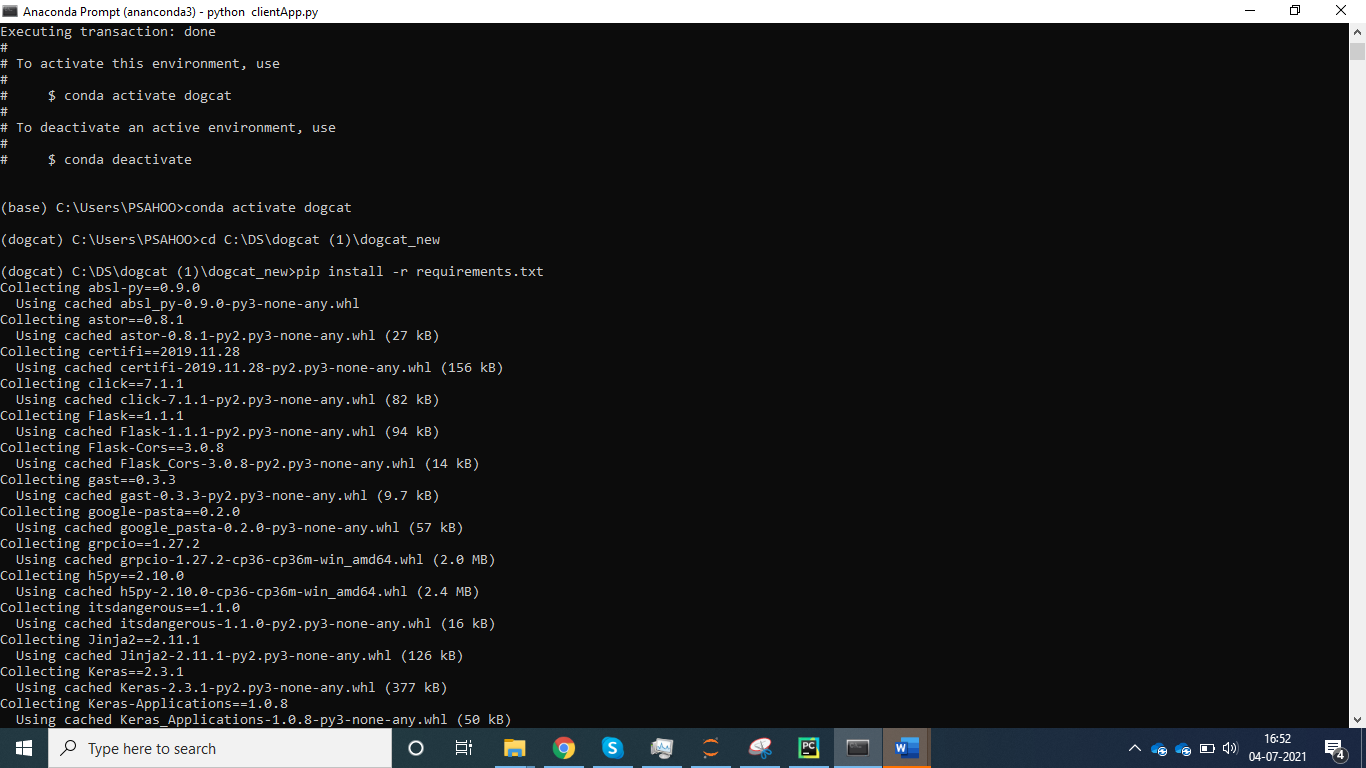 Anaconda Prompt (ananconda3) - python  clientApp.py
Executing transaction: done
#
# To activate this environment, use
#
#     $ conda activate dogcat
#
# To deactivate an active environment, use
#
#     $ conda deactivate
(base) C:\Users\PSAHOO>conda activate dogcat
(dogcat) C:\Users\PSAHOO>cd C:\DS\dogcat (1)\dogcat_new
(dogcat) C:\DS\dogcat (1)\dogcat_new>pip install -r requirements.txt
Collecting absl-py==0.9.0
  Using cached absl_py-0.9.0-py3-none-any.whl
Collecting astor==0.8.1
  Using cached astor-0.8.1-py2.py3-none-any.whl (27 kB)
Collecting certifi==2019.11.28
  Using cached certifi-2019.11.28-py2.py3-none-any.whl (156 kB)
Collecting click==7.1.1
  Using cached click-7.1.1-py2.py3-none-any.whl (82 kB)
Collecting Flask==1.1.1
  Using cached Flask-1.1.1-py2.py3-none-any.whl (94 kB)
Collecting Flask-Cors==3.0.8
  Using cached Flask_Cors-3.0.8-py2.py3-none-any.whl (14 kB)
Collecting gast==0.3.3
  Using cached gast-0.3.3-py2.py3-none-any.whl (9.7 kB)
Collecting google-pasta==0.2.0
  Using cached google_pasta-0.2.0-py3-none-any.whl (57 kB)
Collecting grpcio==1.27.2
  Using cached grpcio-1.27.2-cp36-cp36m-win_amd64.whl (2.0 MB)
Collecting h5py==2.10.0
  Using cached h5py-2.10.0-cp36-cp36m-win_amd64.whl (2.4 MB)
Collecting itsdangerous==1.1.0
  Using cached itsdangerous-1.1.0-py2.py3-none-any.whl (16 kB)
Collecting Jinja2==2.11.1
  Using cached Jinja2-2.11.1-py2.py3-none-any.whl (126 kB)
Collecting Keras==2.3.1
  Using cached Keras-2.3.1-py2.py3-none-any.whl (377 kB)
Collecting Keras-Applications==1.0.8
  Using cached Keras_Applications-1.0.8-py3-none-any.whl (50 kB)
Type here to search
S
PC
W
16:52
04-07-2021
4